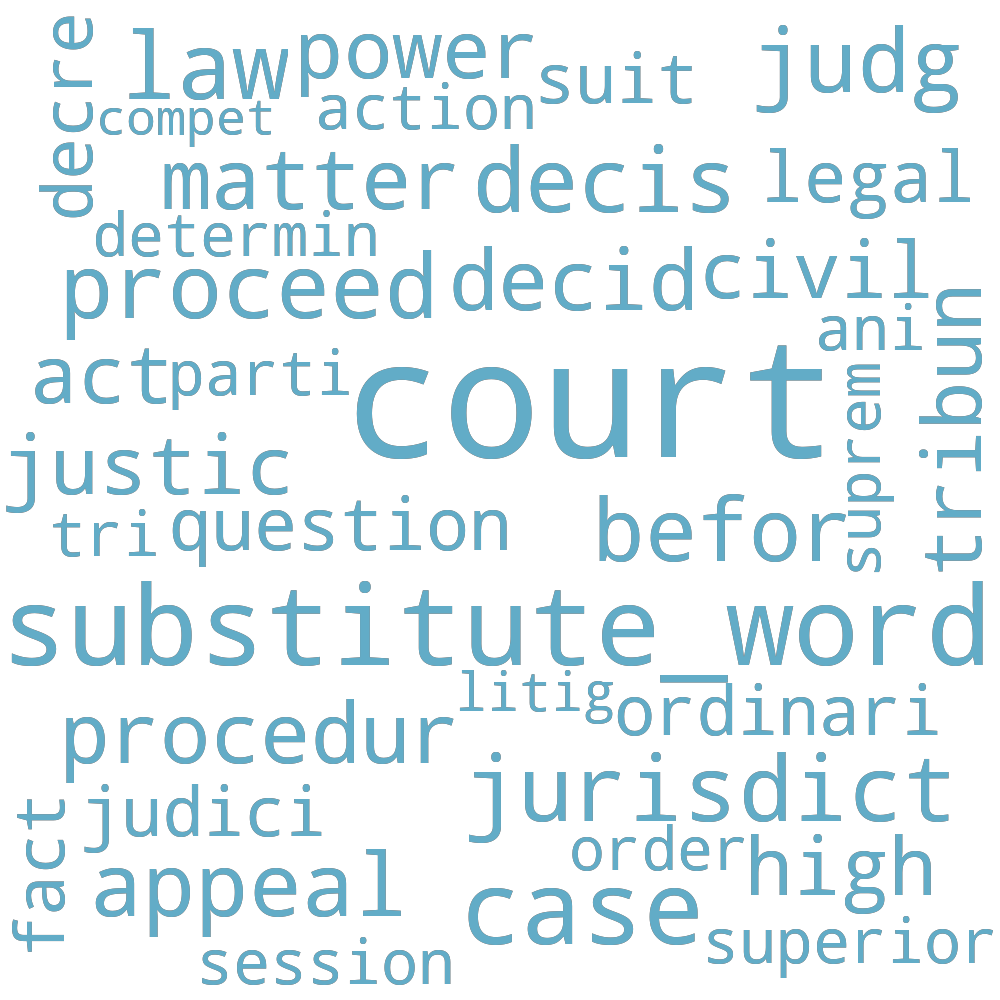 decre
law
power
suit
judg
compet
action
matter
decis
legal
determin
proceed
decid
civil
ani
tribun
act
parti
court
suprem
justic
tri
question
befor
substitute_word
litig
ordinari
procedur
jurisdict
judici
fact
order
high
appeal
case
superior
session